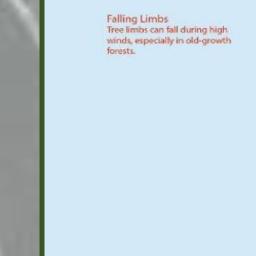 Falling Limbs
Tree limbs can fall during high
winds, especially in old-growth
forests.